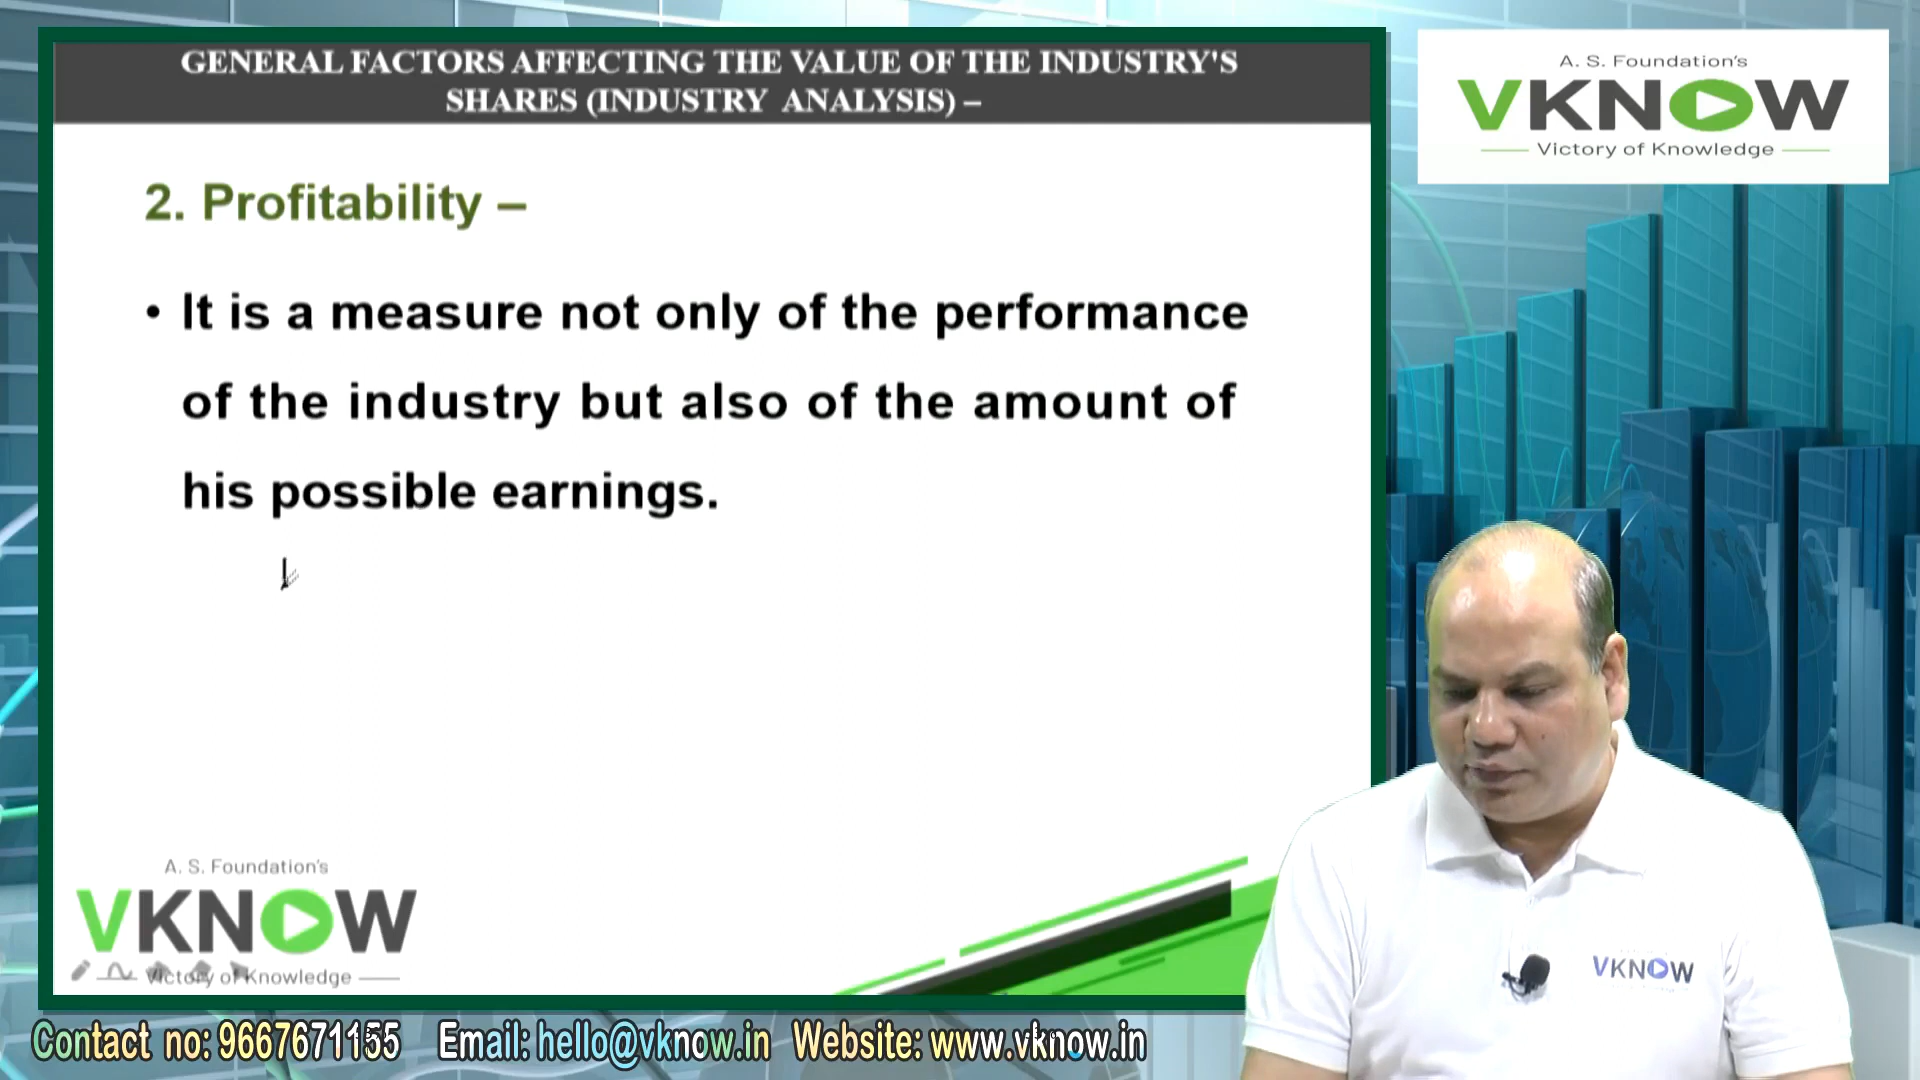 GENERAL FACTORS AFFECTING THE VALUE OF THE INDUSTRY'S
SHARES (INDUSTRY ANALYSIS) –
2. Profitability –
• It is a measure not only of the performance
of the industry but also of the amount of
his possible earnings.
A. S. Foundation's
VKNOW
Victory of Knowledge
A. S. Foundation's
VKNOW
Victory of Knowledge
VKNOW
Contact no: 9667671155 Email: hello@vknow.in Website: www.vknow.in